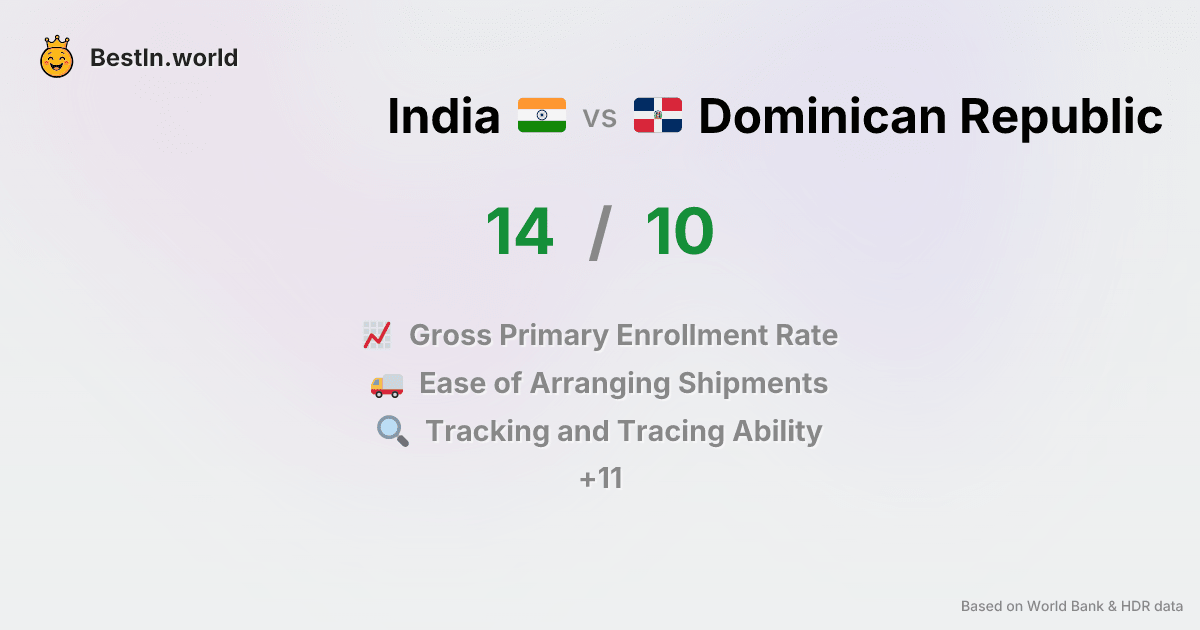 BestIn.world
India vs Dominican Republic
14 / 10
Gross Primary Enrollment Rate
Ease of Arranging Shipments
Tracking and Tracing Ability
+11
Based on World Bank & HDR data